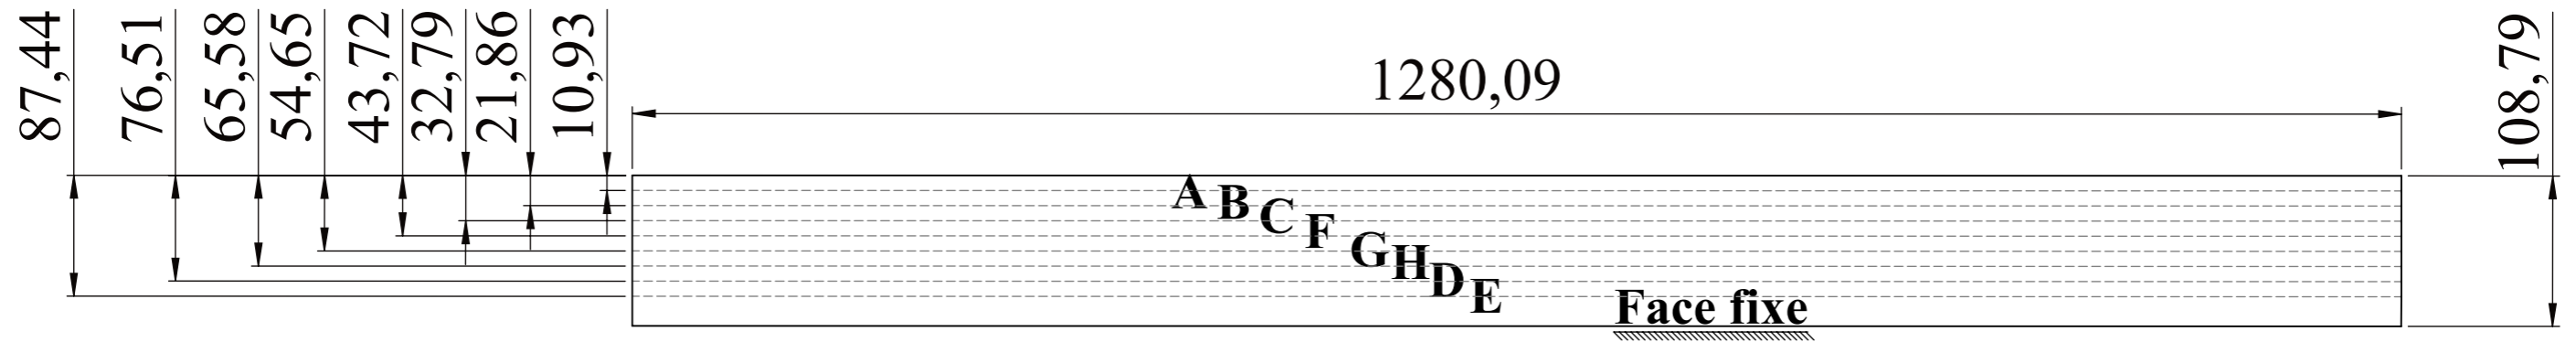 87,44
76,51
65,58
54,65
43,72
32,79
21,86
10,93
1280,09
108,79
A
B
C
F
G
H
D
E
Face fixe